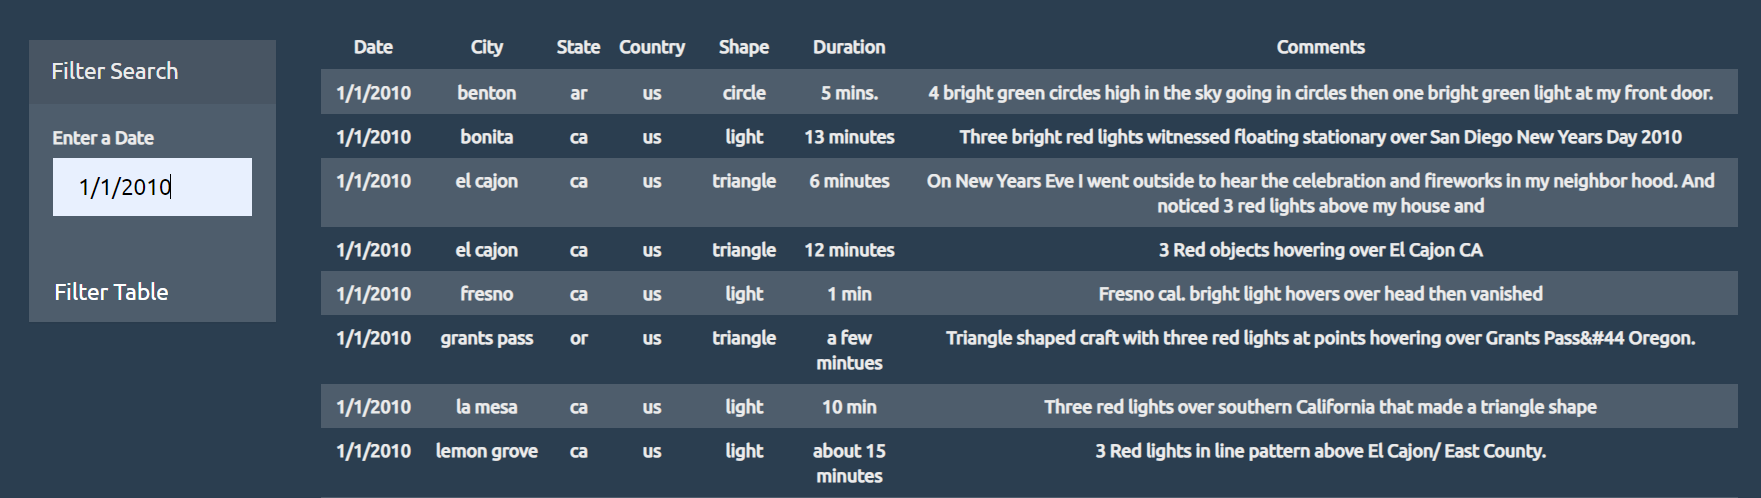 Filter Search
Enter a Date
1/1/2010
Filter Table
Date City State Country Shape Duration Comments
1/1/2010 benton ar us circle 5 mins. 4 bright green circles high in the sky going in circles then one bright green light at my front door.
1/1/2010 bonita ca us light 13 minutes Three bright red lights witnessed floating stationary over San Diego New Years Day 2010
1/1/2010 el cajon ca us triangle 6 minutes On New Years Eve I went outside to hear the celebration and fireworks in my neighbor hood. And
noticed 3 red lights above my house and
1/1/2010 el cajon ca us triangle 12 minutes 3 Red objects hovering over El Cajon CA
1/1/2010 fresno ca us light 1 min Fresno cal. bright light hovers over head then vanished
1/1/2010 grants pass or us triangle a few Triangle shaped craft with three red lights at points hovering over Grants Pass&#44 Oregon.
mintues
1/1/2010 la mesa ca us light 10 min Three red lights over southern California that made a triangle shape
1/1/2010 lemon grove ca us light about 15 3 Red lights in line pattern above El Cajon/ East County.
minutes